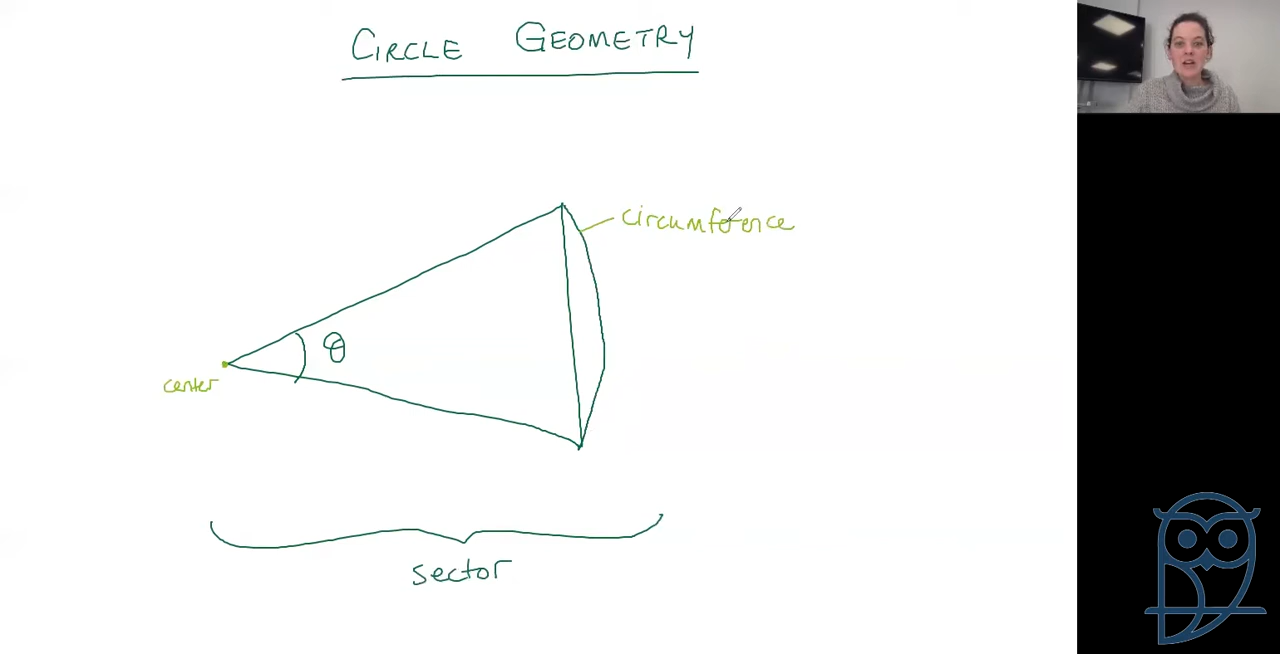 CIRCLE GEOMETRY
circumference
θ
center
sector